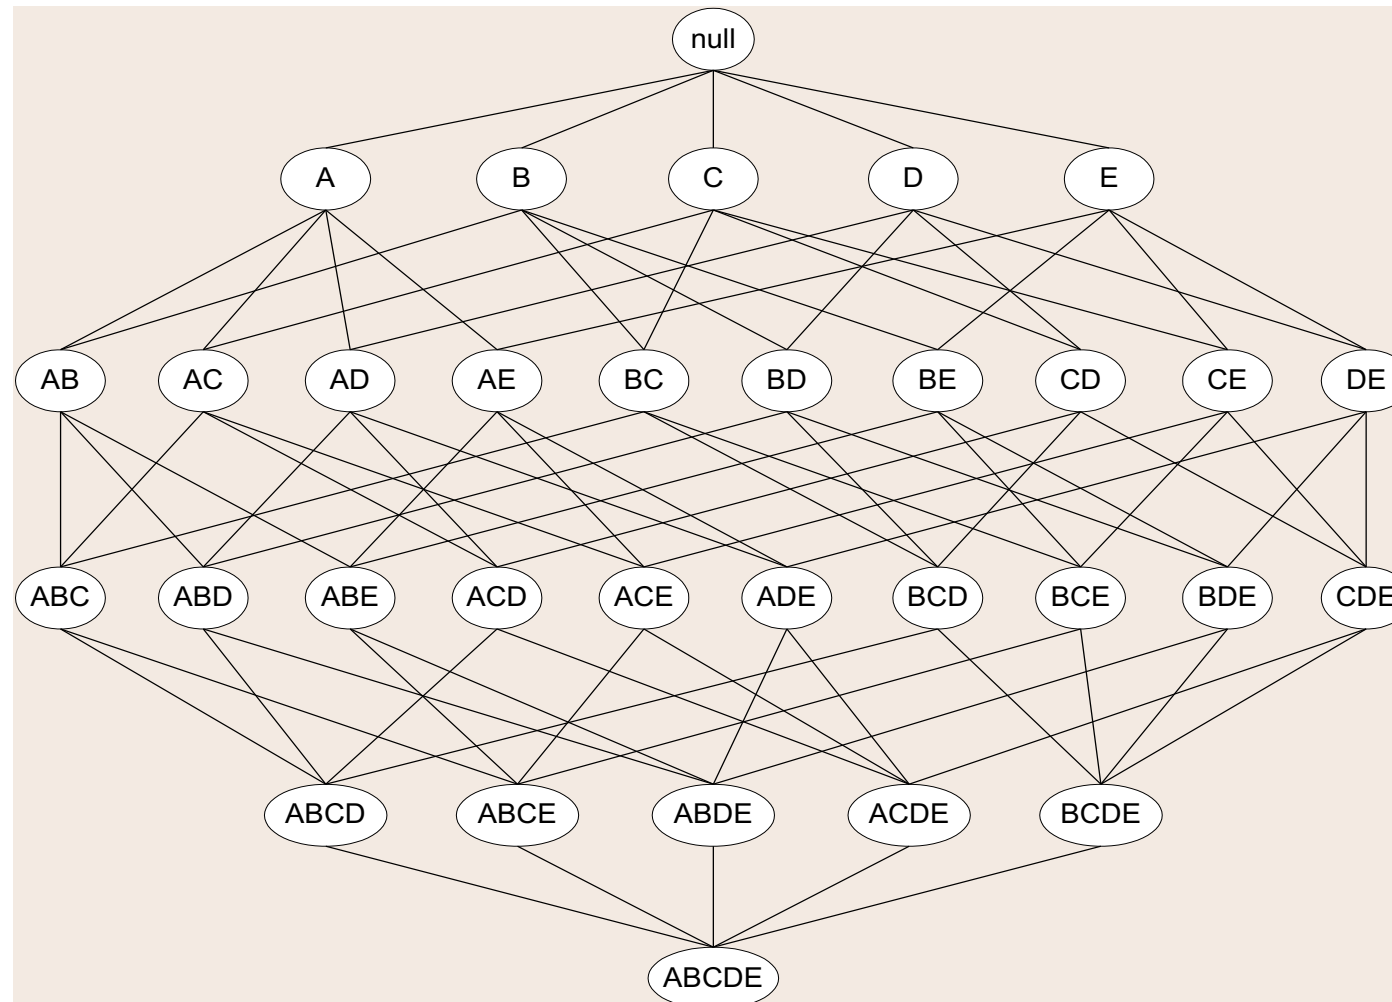 null
A B C D E
AB AC AD AE BC BD BE CD CE DE
ABC ABD ABE ACD ACE ADE BCD BCE BDE CDE
ABCD ABCE ABDE ACDE BCDE
ABCDE